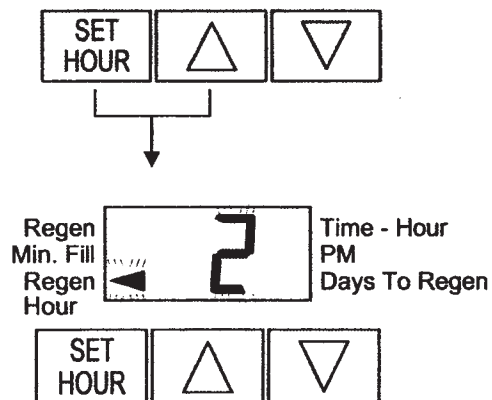 SET
HOUR
Regen
Min. Fill
Regen
Hour
2
Time - Hour
PM
Days To Regen
SET
HOUR